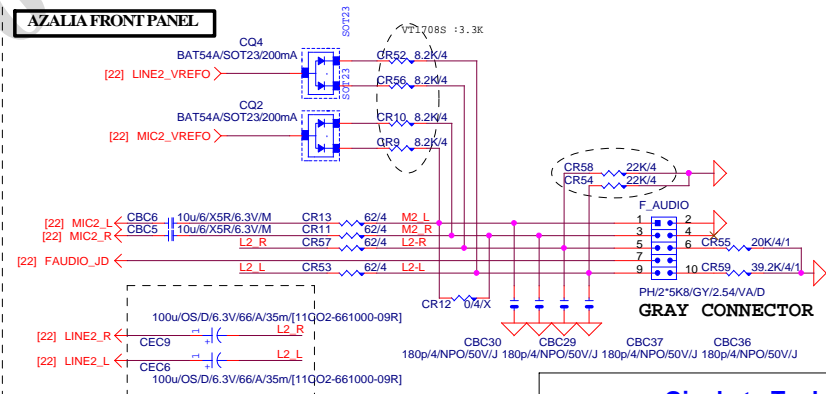 AZALIA FRONT PANEL
SOT23
VT1708S :3.3K
CQ4
BAT54A/SOT23/200mA
CR52 8.2K/4
[22] LINE2_VREFO
SOT23
CR56 8.2K/4
CQ2
BAT54A/SOT23/200mA
CR10 8.2K/4
[22] MIC2_VREFO
CR9 8.2K/4
CR58 22K/4
CR54 22K/4
F_AUDIO
[22] MIC2_L CBC6 10u/6/X5R/6.3V/M CR13 62/4 M2_L 1 2
[22] MIC2_R CBC5 10u/6/X5R/6.3V/M CR11 62/4 M2_R 3 4
L2_R CR57 62/4 L2-R 5 6 CR55 20K/4/1
[22] FAUDIO_JD 7
L2_L CR53 62/4 L2-L 9 10 CR59 39.2K/4/1
PH/2*5K8/GY/2.54/VA/D
CR12 0/4/X
GRAY CONNECTOR
100u/OS/D/6.3V/66/A/35m/[11CO2-661000-09R]
[22] LINE2_R 1 L2_R
CEC9 +
CBC30 CBC29 CBC37 CBC36
180p/4/NPO/50V/J 180p/4/NPO/50V/J 180p/4/NPO/50V/J 180p/4/NPO/50V/J
[22] LINE2_L 1 L2_L
CEC6 +
100u/OS/D/6.3V/66/A/35m/[11CO2-661000-09R]